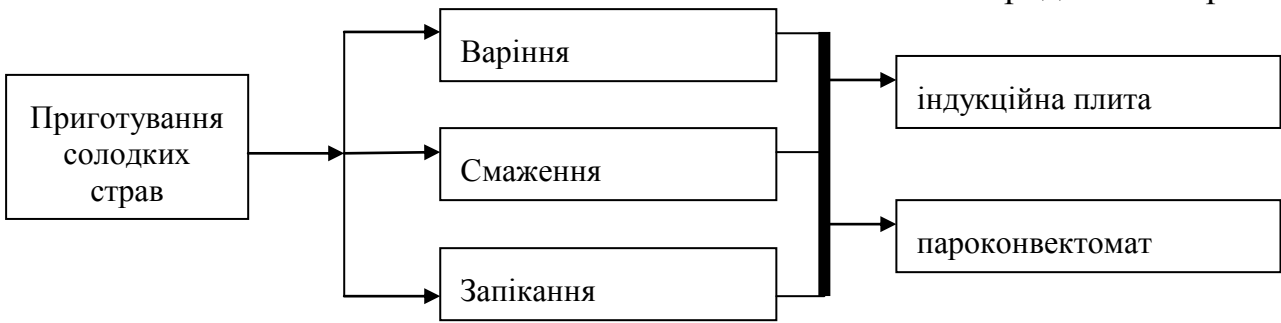 Варіння
Приготування
солодких
страв
Смаження
Запікання
індукційна плита
пароконвектомат